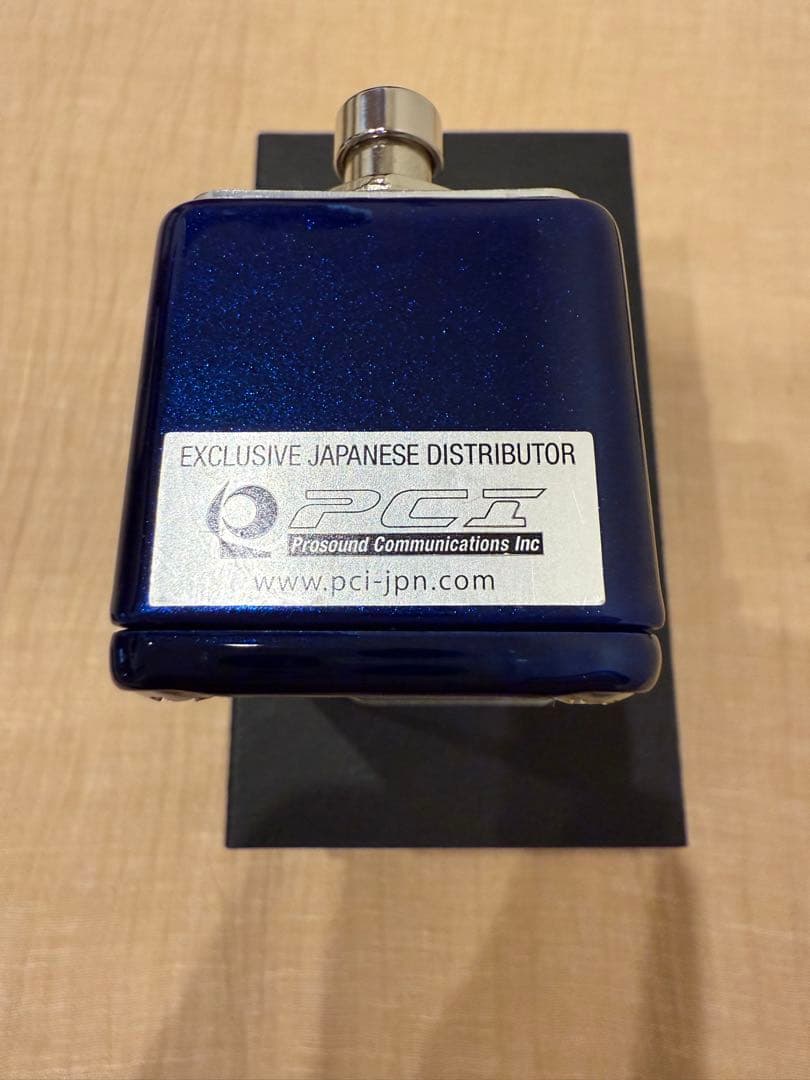 EXCLUSIVE JAPANESE DISTRIBUTOR
PCI
Prosound Communications Inc
www.pci-jpn.com